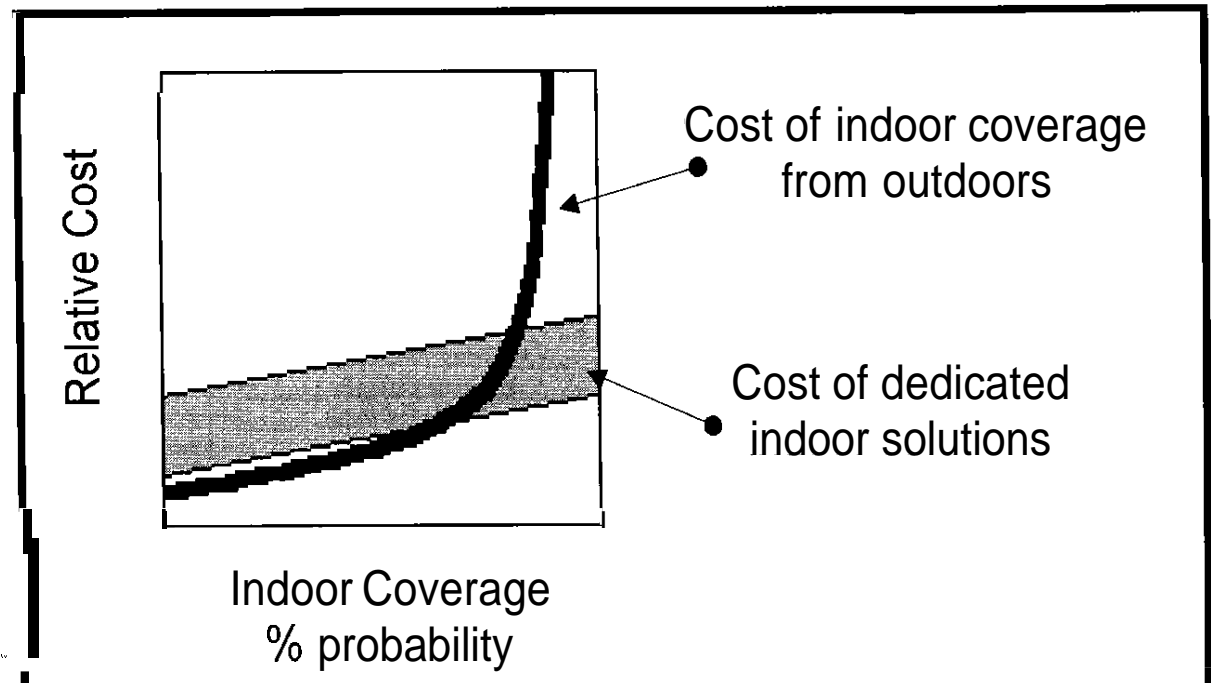 Relative Cost
Cost of indoor coverage
from outdoors
Cost of dedicated
indoor solutions
Indoor Coverage
% probability